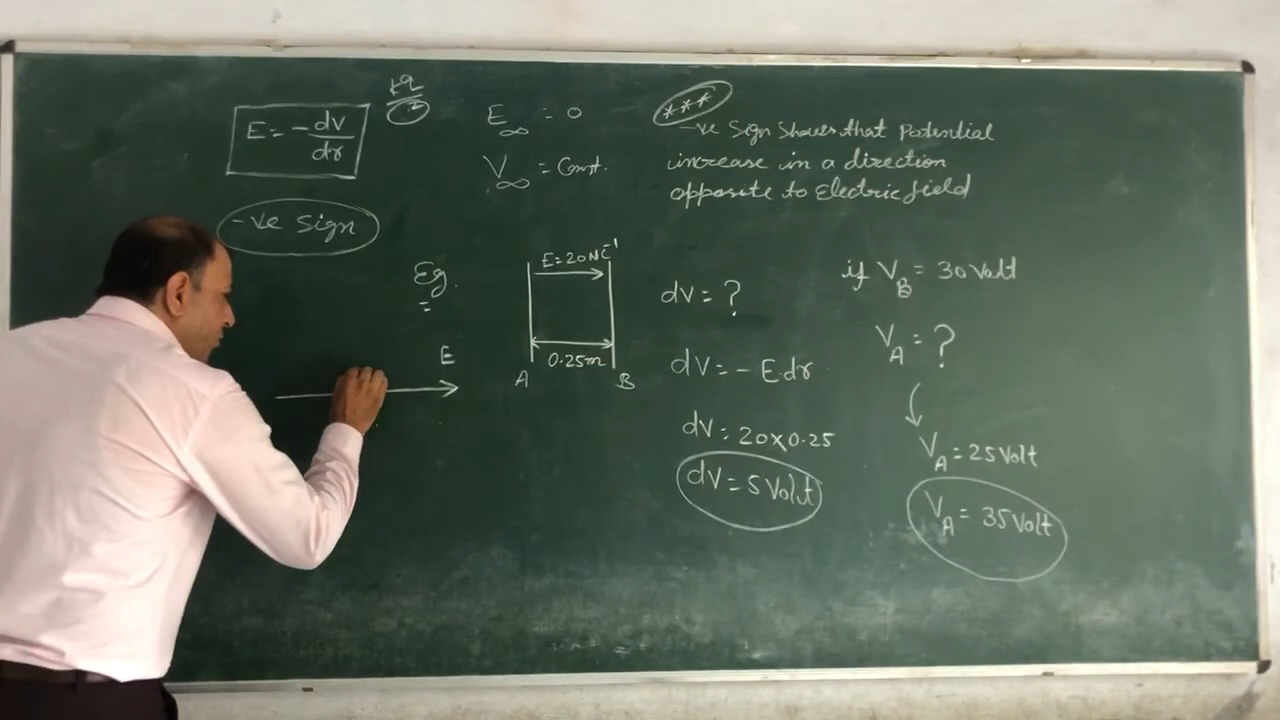 E = - dV/dr
E∞ = 0
V∞ = Const.
***
-ve Sign Shows that Potential
increase in a direction
opposite to Electric field
-ve Sign
Eg.
E = 20 NC⁻¹
0.25m
A B
E
dV = ?
dV = - E.dr
dV = 20 x 0.25
dV = 5 Volt
if V_B = 30 Volt
V_A = ?
V_A = 25 Volt
V_A = 35 Volt